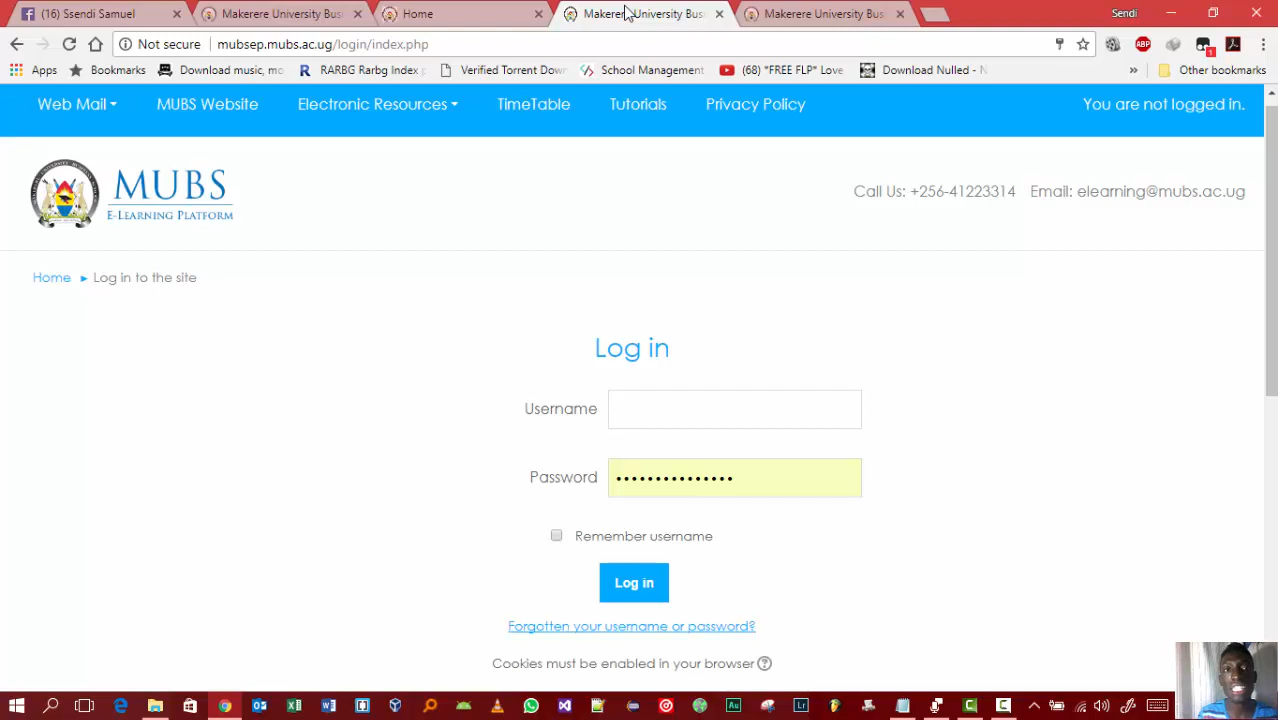 (16) Ssendi Samuel
Makerere University Bus
Home
Makerere University Bus
Makerere University Bus
Sendi
Not secure
mubsep.mubs.ac.ug/login/index.php
Apps
Bookmarks
Download music, mo
RARBG Rarbg Index
Verified Torrent Dow
School Management
(68) *FREE FLP* Love
Download Nulled - N
»
Other bookmarks
Web Mail
MUBS Website
Electronic Resources
TimeTable
Tutorials
Privacy Policy
You are not logged in.
MUBS
E-Learning Platform
Call Us: +256-41223314
Email: elearning@mubs.ac.ug
Home ► Log in to the site
Log in
Username
Password
Remember username
Log in
Forgotten your username or password?
Cookies must be enabled in your browser